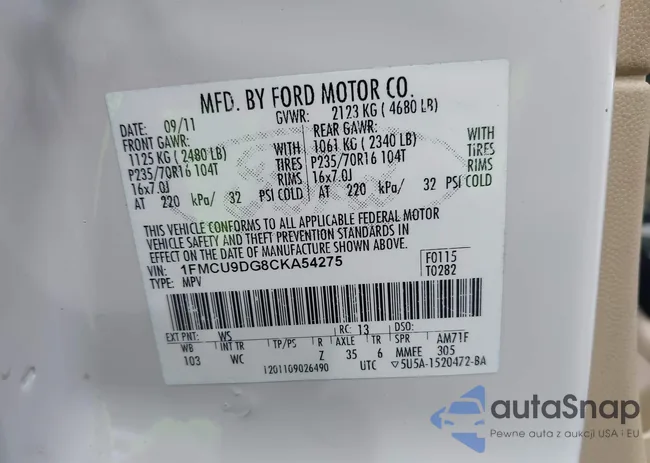 MFD. BY FORD MOTOR CO.
DATE: 09/11 GVWR: 2123 KG ( 4680 LB)
FRONT GAWR: REAR GAWR:
1125 KG ( 2480 LB) WITH 1061 KG ( 2340 LB) WITH
P235/70R16 104T TIRES P235/70R16 104T TIRES
16x7.0J RIMS 16x7.0J RIMS
AT 220 kPa/ 32 PSI COLD AT 220 kPa/ 32 PSI COLD
THIS VEHICLE CONFORMS TO ALL APPLICABLE FEDERAL MOTOR
VEHICLE SAFETY AND THEFT PREVENTION STANDARDS IN
EFFECT ON THE DATE OF MANUFACTURE SHOWN ABOVE.
VIN: 1FMCU9DG8CKA54275 F0115
TYPE: MPV T0282
EXT PNT: WS RC: 13 DSO:
WB INT TR TP/PS R AXLE TR SPR AM71F
103 WC Z 35 6 MMFE 305
1201109026490 UTC ▽5U5A-1520472-BA
autaSnap
Pewne auta z aukcji USA i EU